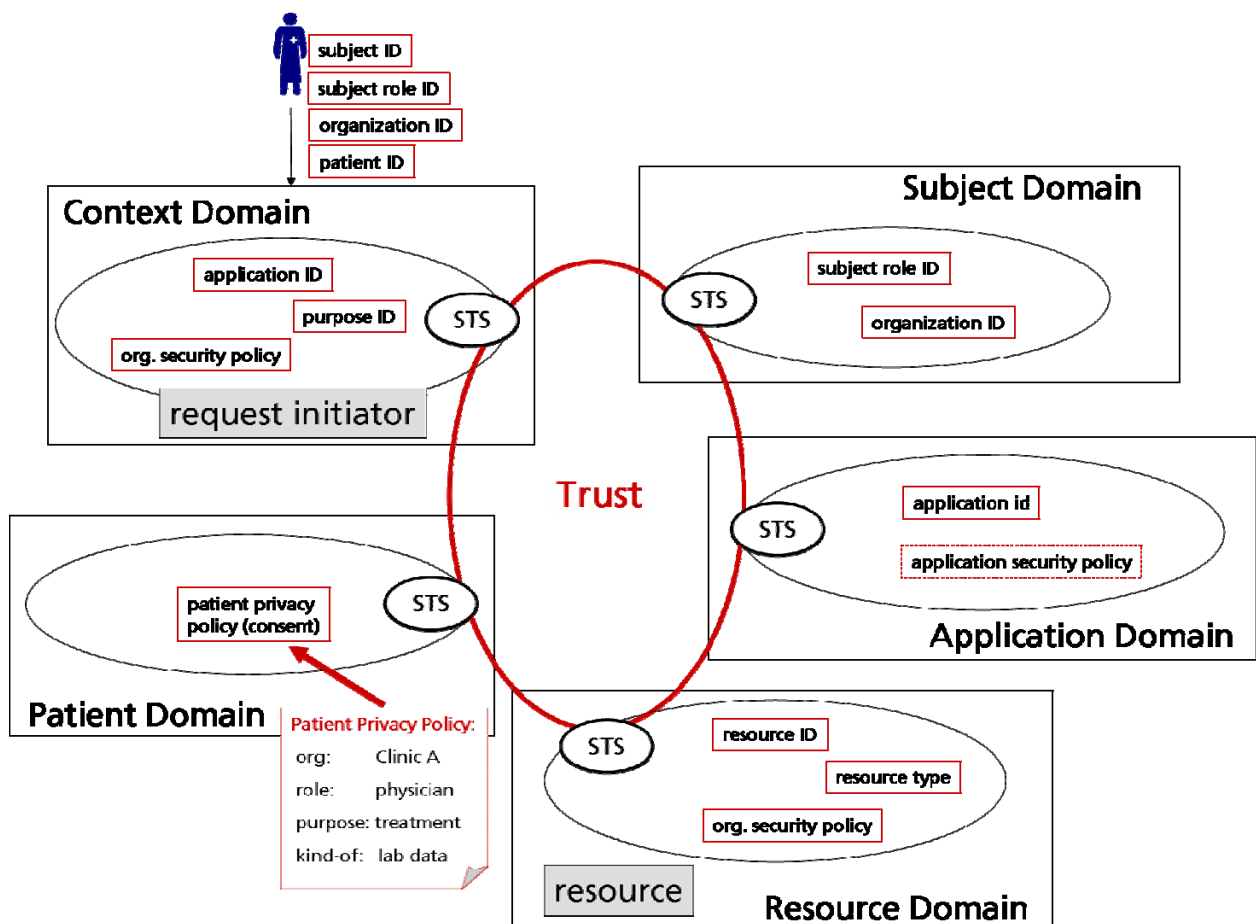 subject ID
subject role ID
organization ID
patient ID
Context Domain
application ID
purpose ID
org. security policy
STS
request initiator
Subject Domain
STS
subject role ID
organization ID
Trust
STS
application id
application security policy
Application Domain
STS
patient privacy
policy (consent)
Patient Domain
Patient Privacy Policy:
org: Clinic A
role: physician
purpose: treatment
kind-of: lab data
STS
resource ID
resource type
org. security policy
resource
Resource Domain